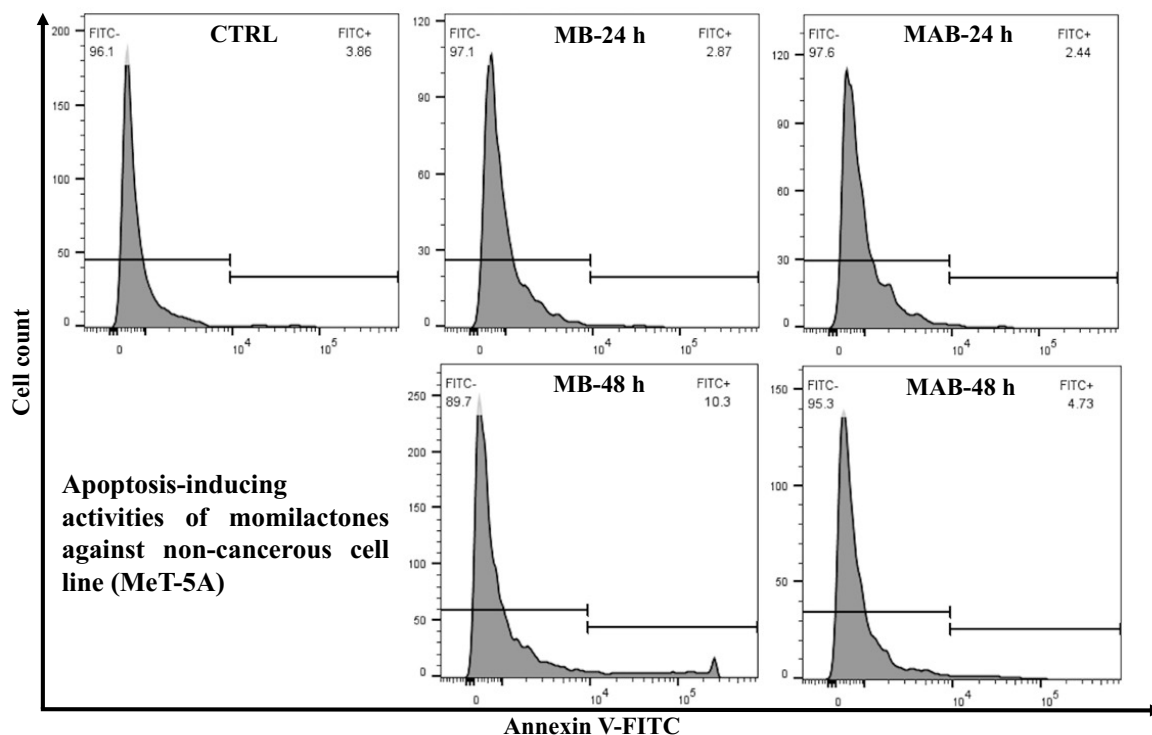 CTRL
FITC-
96.1
FITC+
3.86
200
150
100
50
0
0
10^4
10^5
MB-24 h
FITC-
97.1
FITC+
2.87
120
90
60
30
0
0
10^4
10^5
MAB-24 h
FITC-
97.6
FITC+
2.44
120
90
60
30
0
0
10^4
10^5
MB-48 h
FITC-
89.7
FITC+
10.3
250
200
150
100
50
0
0
10^4
10^5
MAB-48 h
FITC-
95.3
FITC+
4.73
150
100
50
0
0
10^4
10^5
Apoptosis-inducing
activities of momilactones
against non-cancerous cell
line (MeT-5A)
Cell count
Annexin V-FITC